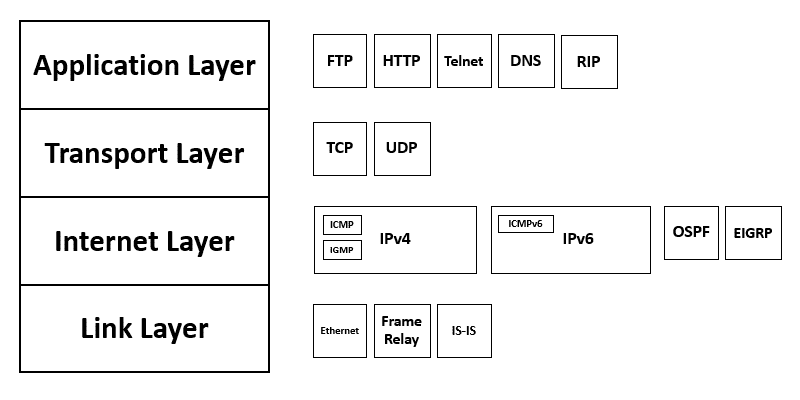 Application Layer
FTP
HTTP
Telnet
DNS
RIP
Transport Layer
TCP
UDP
Internet Layer
ICMP
IGMP
IPv4
ICMPv6
IPv6
OSPF
EIGRP
Link Layer
Ethernet
Frame
Relay
IS-IS